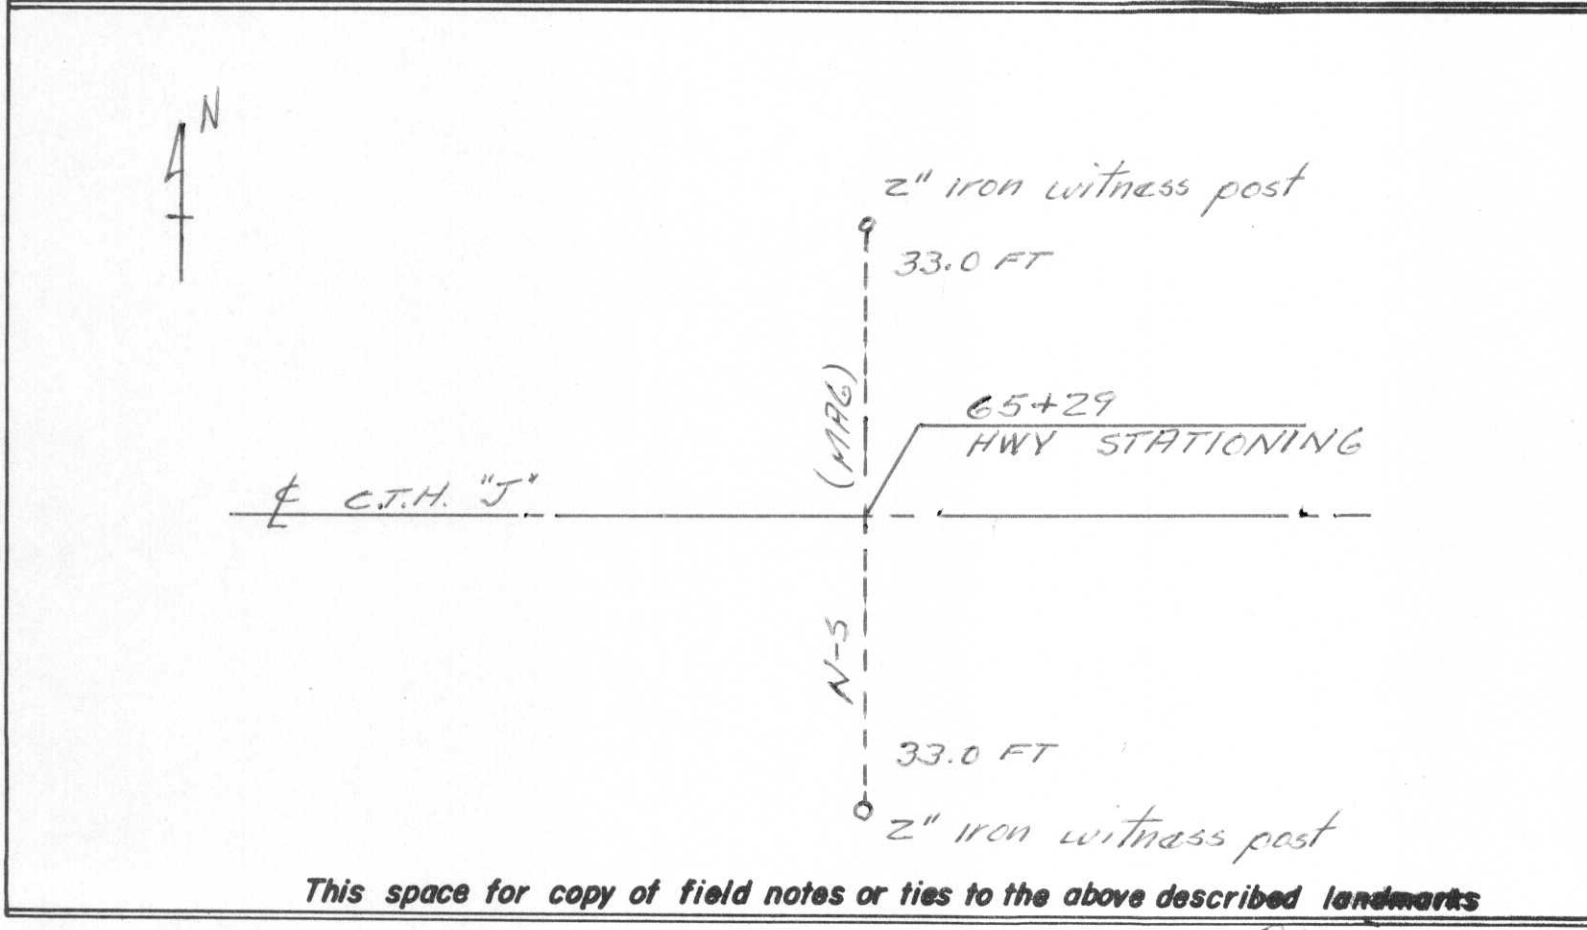 N
2" iron witness post
33.0 FT
(MAG)
65+29
HWY STATIONING
℄ C.T.H. "J"
N-S
33.0 FT
2" iron witness post
This space for copy of field notes or ties to the above described landmarks